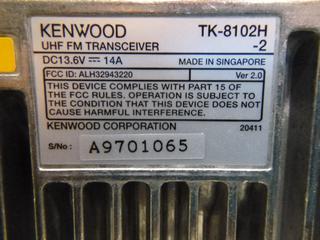 KENWOOD TK-8102H
UHF FM TRANSCEIVER -2
DC13.6V 14A MADE IN SINGAPORE
FCC ID: ALH32943220 Ver 2.0
THIS DEVICE COMPLIES WITH PART 15 OF
THE FCC RULES. OPERATION IS SUBJECT TO
THE CONDITION THAT THIS DEVICE DOES NOT
CAUSE HARMFUL INTERFERENCE.
KENWOOD CORPORATION 20411
S/No: A9701065